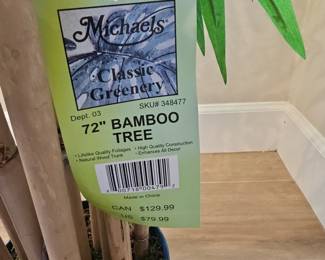 Michaels
Classic
Greenery
Dept. 03
SKU# 348477
72" BAMBOO
TREE
• Lifelike Quality Foliages • High Quality Construction
• Natural Wood Trunk • Enhances All Decor
Made in China
CAN $129.99
US $79.99